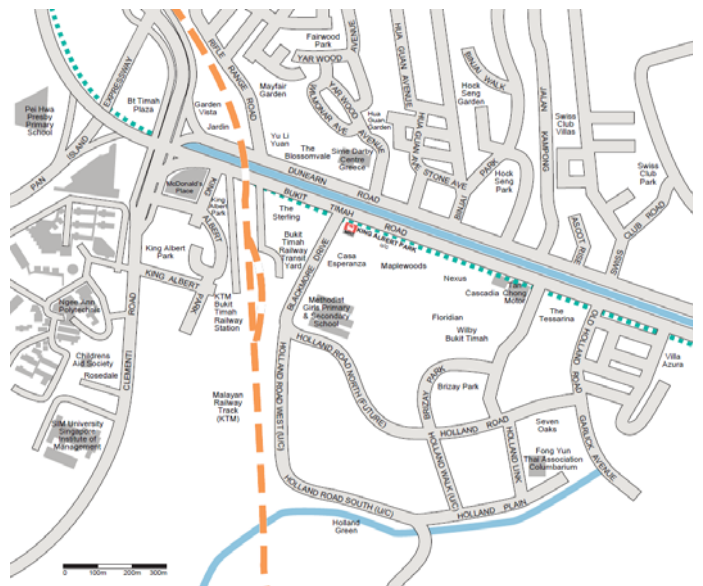 Fairwood
Park
YAR WOOD
AVENUE
HUA GUAN AVENUE
BINJAI WALK
RIFLE RANGE ROAD
Mayfair
Garden
YAR WOOD
AVENUE
Hock
Seng
Garden
JALAN KAMPONG
Swiss
Club
Villas
Pei Hwa
Presby
Primary
School
PAN ISLAND EXPRESSWAY
Bt Timah
Plaza
Garden
Vista
Jardin
Yu Li
Yuan
The
Blossomvale
Hua
Guan
Garden
HUA GUAN AVE
Sime Darby
Centre
Greece
STONE AVE
BINJAI PARK
Hock
Seng
Park
Swiss
Club
Park
DUNEARN ROAD
McDonald's
Place
King
Albert
Park
KING ALBERT PARK
The
Sterling
BUKIT TIMAH ROAD
KING ALBERT PARK
U/C
ASCOT RISE
SWISS CLUB ROAD
King Albert
Park
KING ALBERT
Bukit
Timah
Railway
Transit
Yard
BLACKMORE DRIVE
Casa
Esperanza
Maplewoods
Nexus
Cascadia
Tan
Chong
Motor
Ngee Ann
Polytechnic
CLEMENTI ROAD
KTM
Bukit
Timah
Railway
Station
Methodist
Girls Primary
& Secondary
School
Floridian
Wilby
Bukit Timah
The
Tessarina
OLD HOLLAND ROAD
Villa
Azura
Childrens
Aid Society
Rosedale
HOLLAND ROAD NORTH (FUTURE)
BRIZAY PARK
Brizay Park
Malayan
Railway
Track
(KTM)
HOLLAND ROAD WEST (U/C)
HOLLAND ROAD
Seven
Oaks
GARLICK AVENUE
SIM University
Singapore
Institute of
Management
HOLLAND WALK (U/C)
HOLLAND LINK
Fong Yun
Thai Association
Columbarium
HOLLAND ROAD SOUTH (U/C)
HOLLAND PLAIN
Holland
Green
0 100m 200m 300m